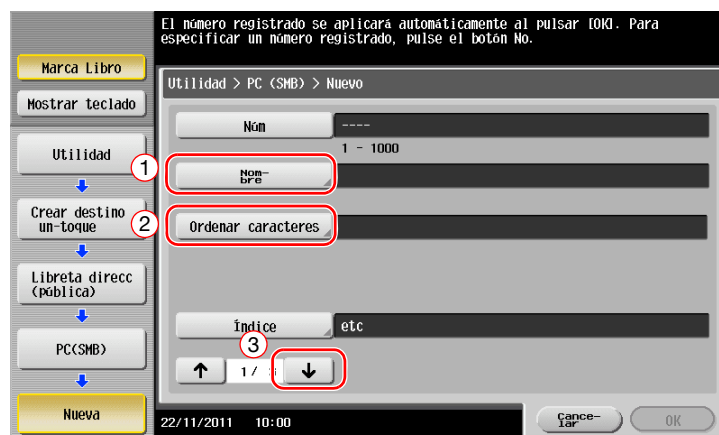 El número registrado se aplicará automáticamente al pulsar [OK]. Para
especificar un número registrado, pulse el botón No.
Marca Libro
Mostrar teclado
Utilidad
Crear destino
un-toque
Libreta direcc
(pública)
PC(SMB)
Nueva
Utilidad > PC (SMB) > Nuevo
Núm
----
1 - 1000
1
Nom-
bre
2
Ordenar caracteres
Índice
etc
3
↑
1/
↓
22/11/2011 10:00
Cance-
lar
OK